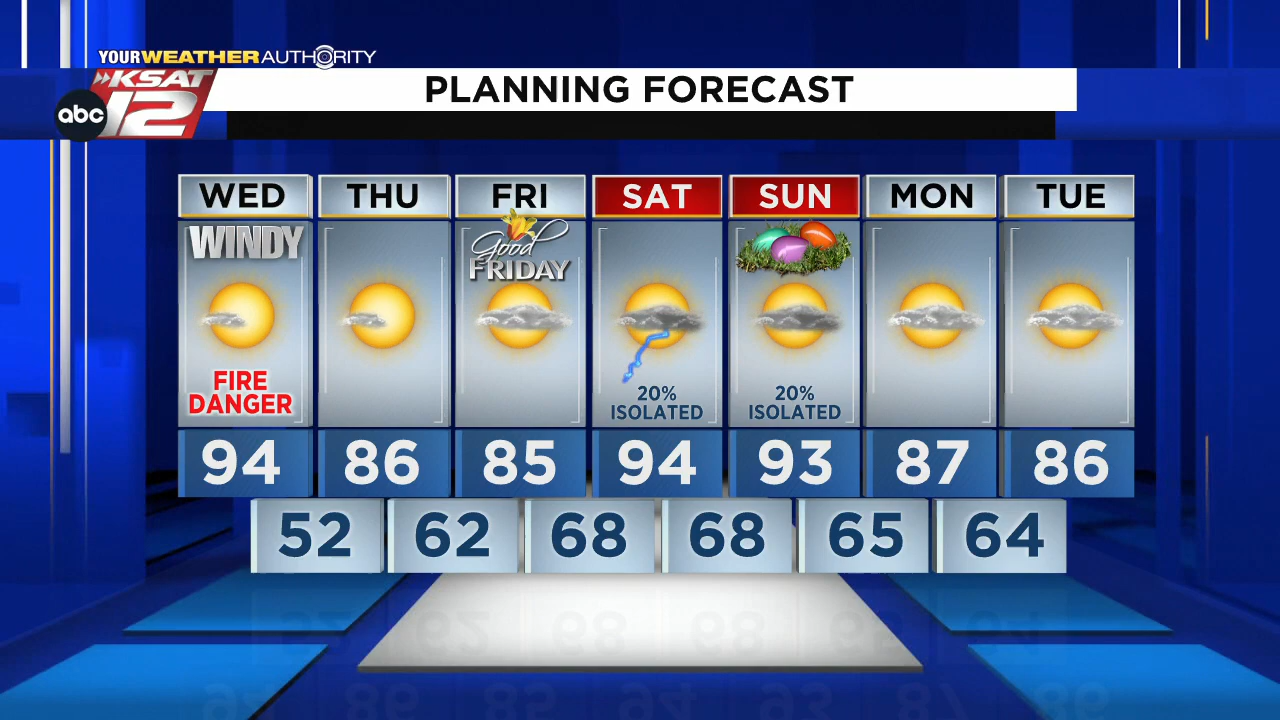 YOURWEATHERAUTHORITY
KSAT
abc 12
PLANNING FORECAST
WED THU FRI SAT SUN MON TUE
WINDY
Good
FRIDAY
FIRE
DANGER
20%
ISOLATED
20%
ISOLATED
94 86 85 94 93 87 86
52 62 68 68 65 64